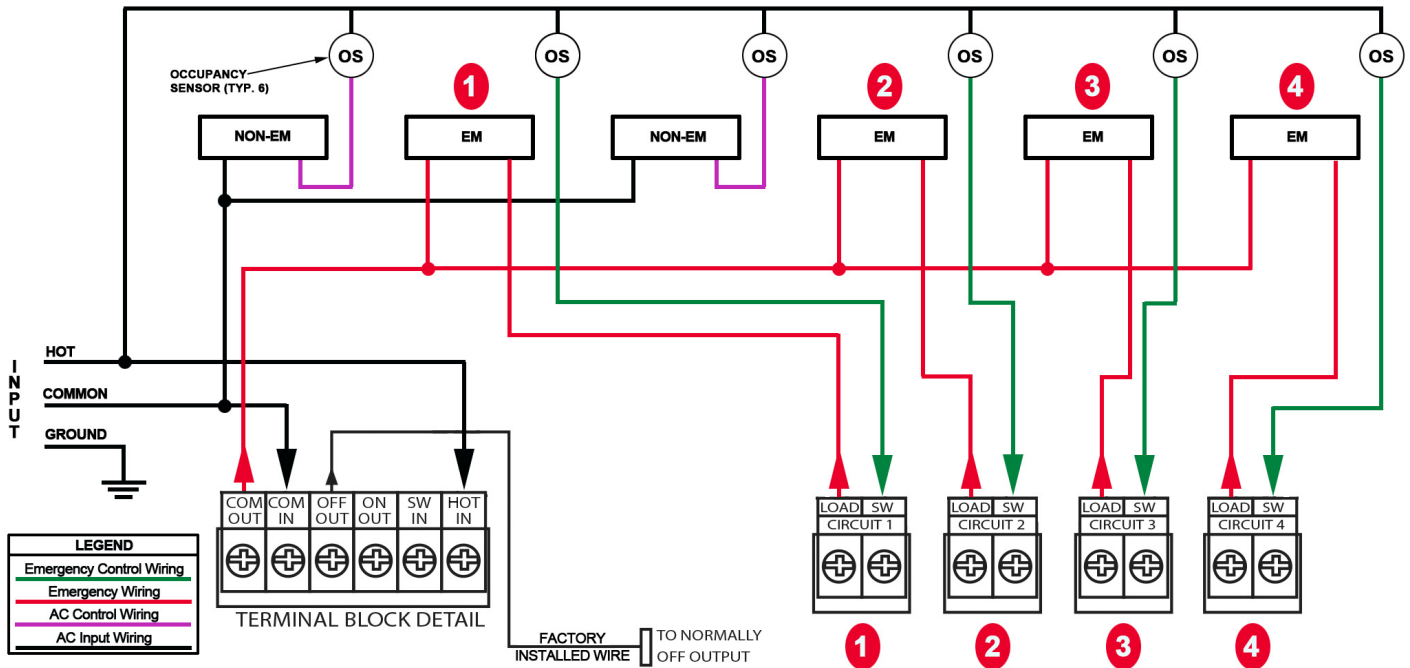 OS
OS
OS
OS
OS
OS
OCCUPANCY
SENSOR (TYP. 6)
1
2
3
4
NON-EM
EM
NON-EM
EM
EM
EM
INPUT
HOT
COMMON
GROUND
COM OUT
COM IN
OFF OUT
ON OUT
SW IN
HOT IN
TERMINAL BLOCK DETAIL
LOAD SW
CIRCUIT 1
LOAD SW
CIRCUIT 2
LOAD SW
CIRCUIT 3
LOAD SW
CIRCUIT 4
LEGEND
Emergency Control Wiring
Emergency Wiring
AC Control Wiring
AC Input Wiring
FACTORY
INSTALLED WIRE
TO NORMALLY
OFF OUTPUT
1
2
3
4